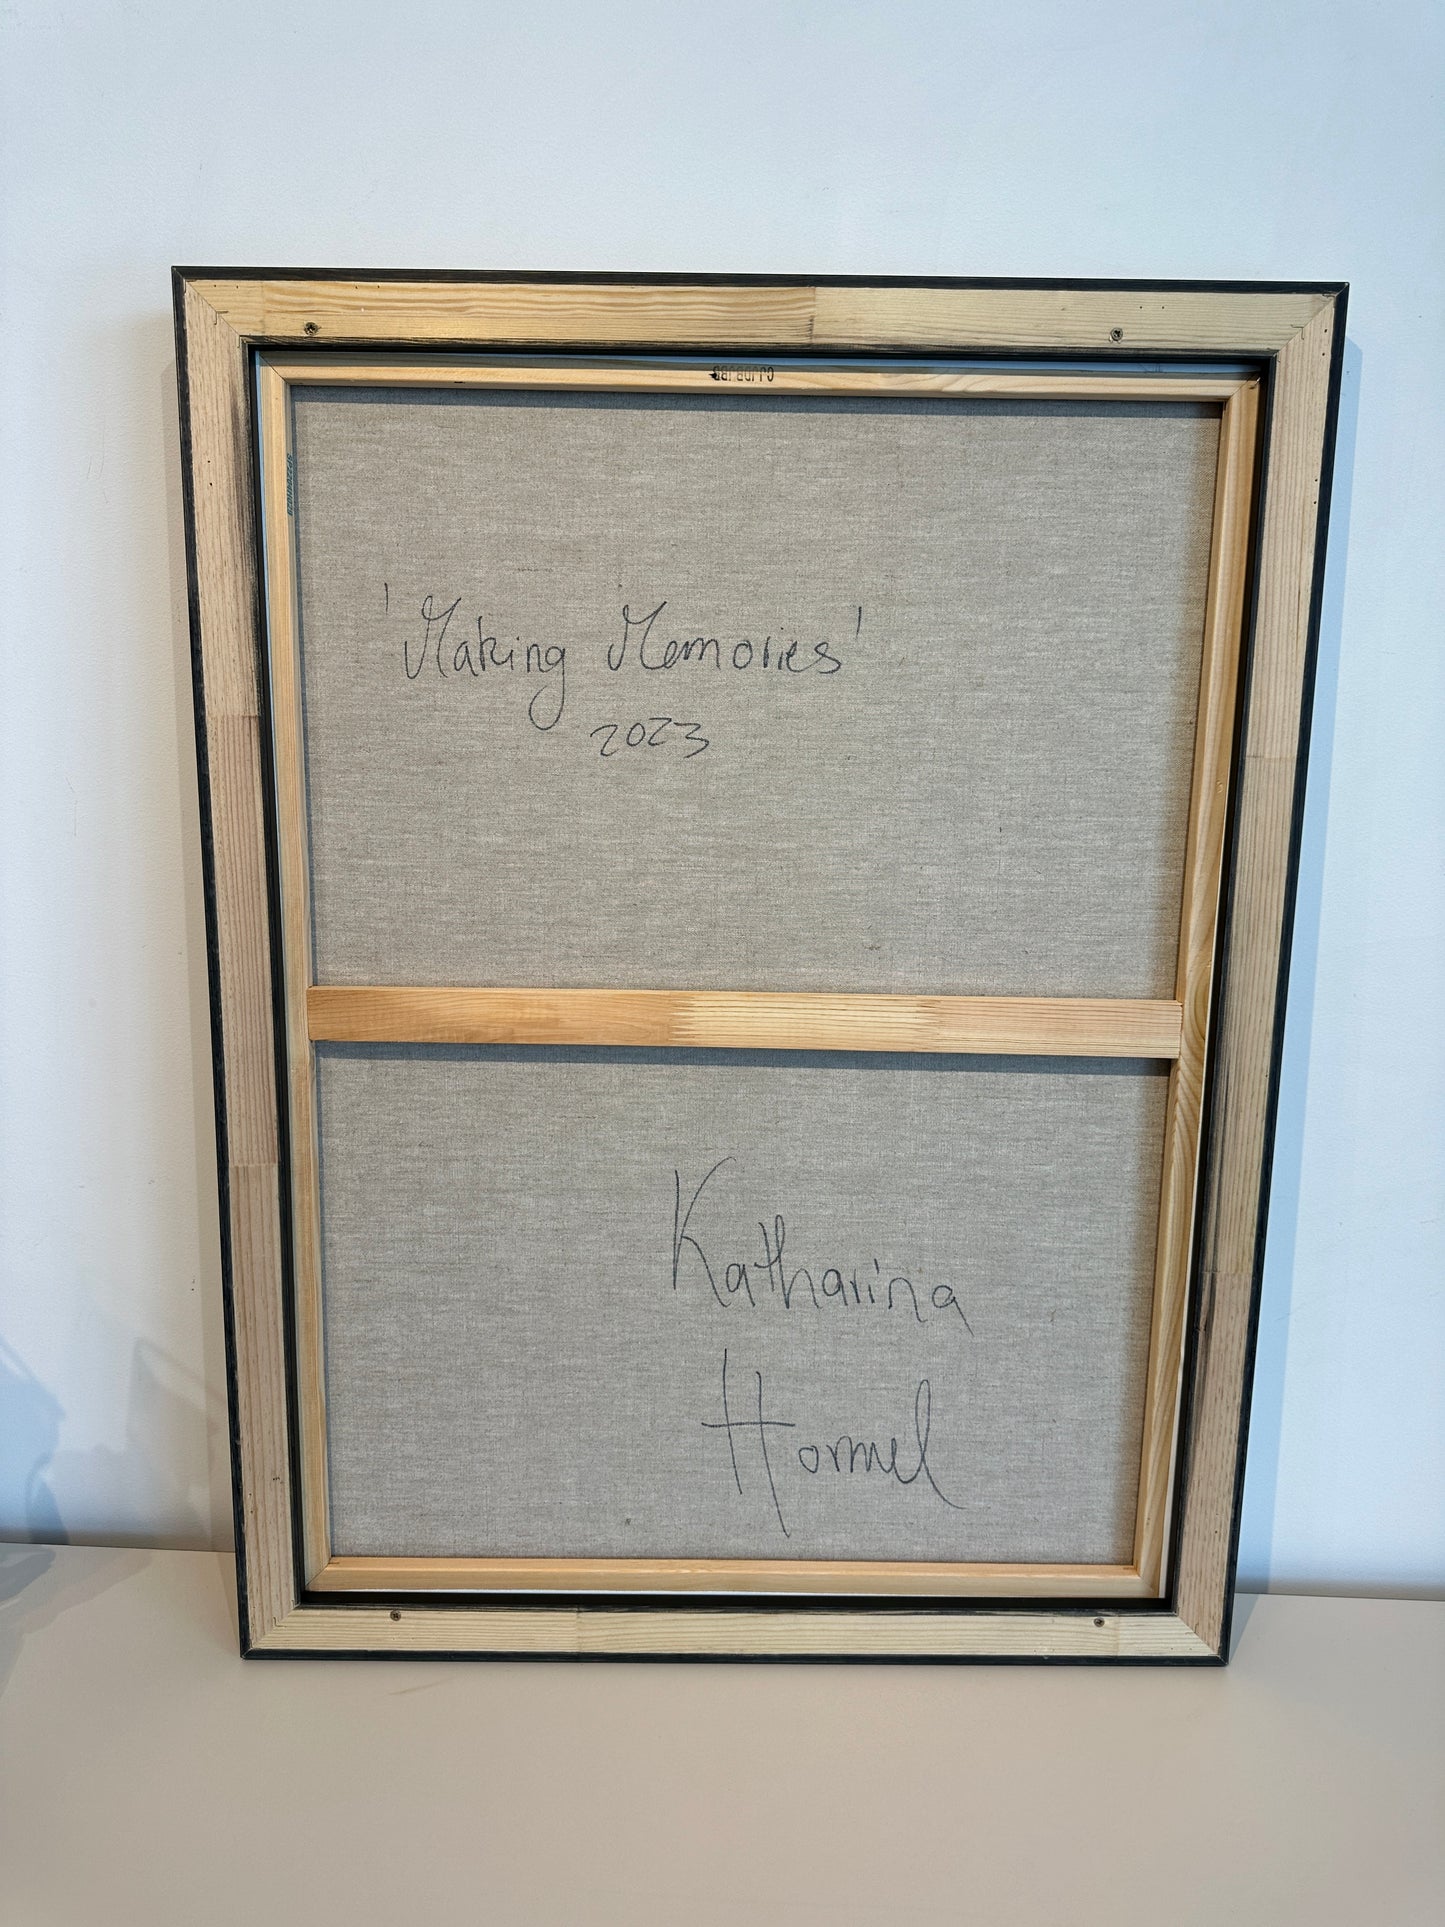 'Making Memories'
2023
Katharina
Hormel